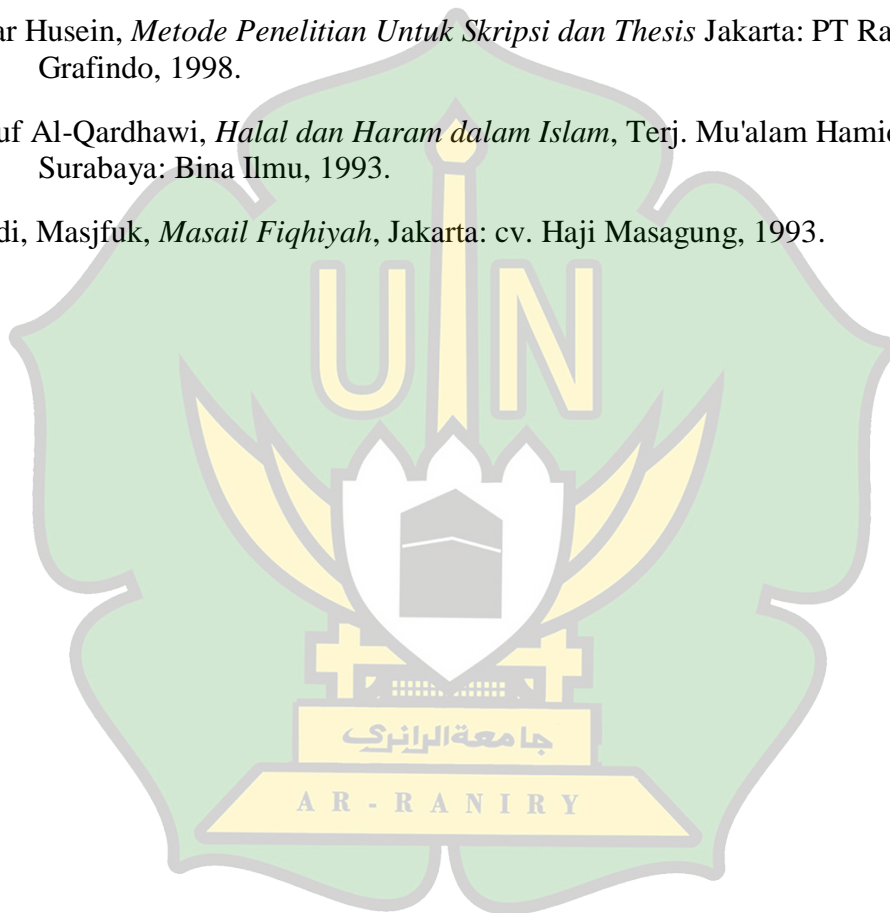 ar Husein, Metode Penelitian Untuk Skripsi dan Thesis Jakarta: PT Ra
Grafindo, 1998.
uf Al-Qardhawi, Halal dan Haram dalam Islam, Terj. Mu'alam Hamid
Surabaya: Bina Ilmu, 1993.
di, Masjfuk, Masail Fiqhiyah, Jakarta: cv. Haji Masagung, 1993.
UIN
جامعة الرانري
AR-RANIRY